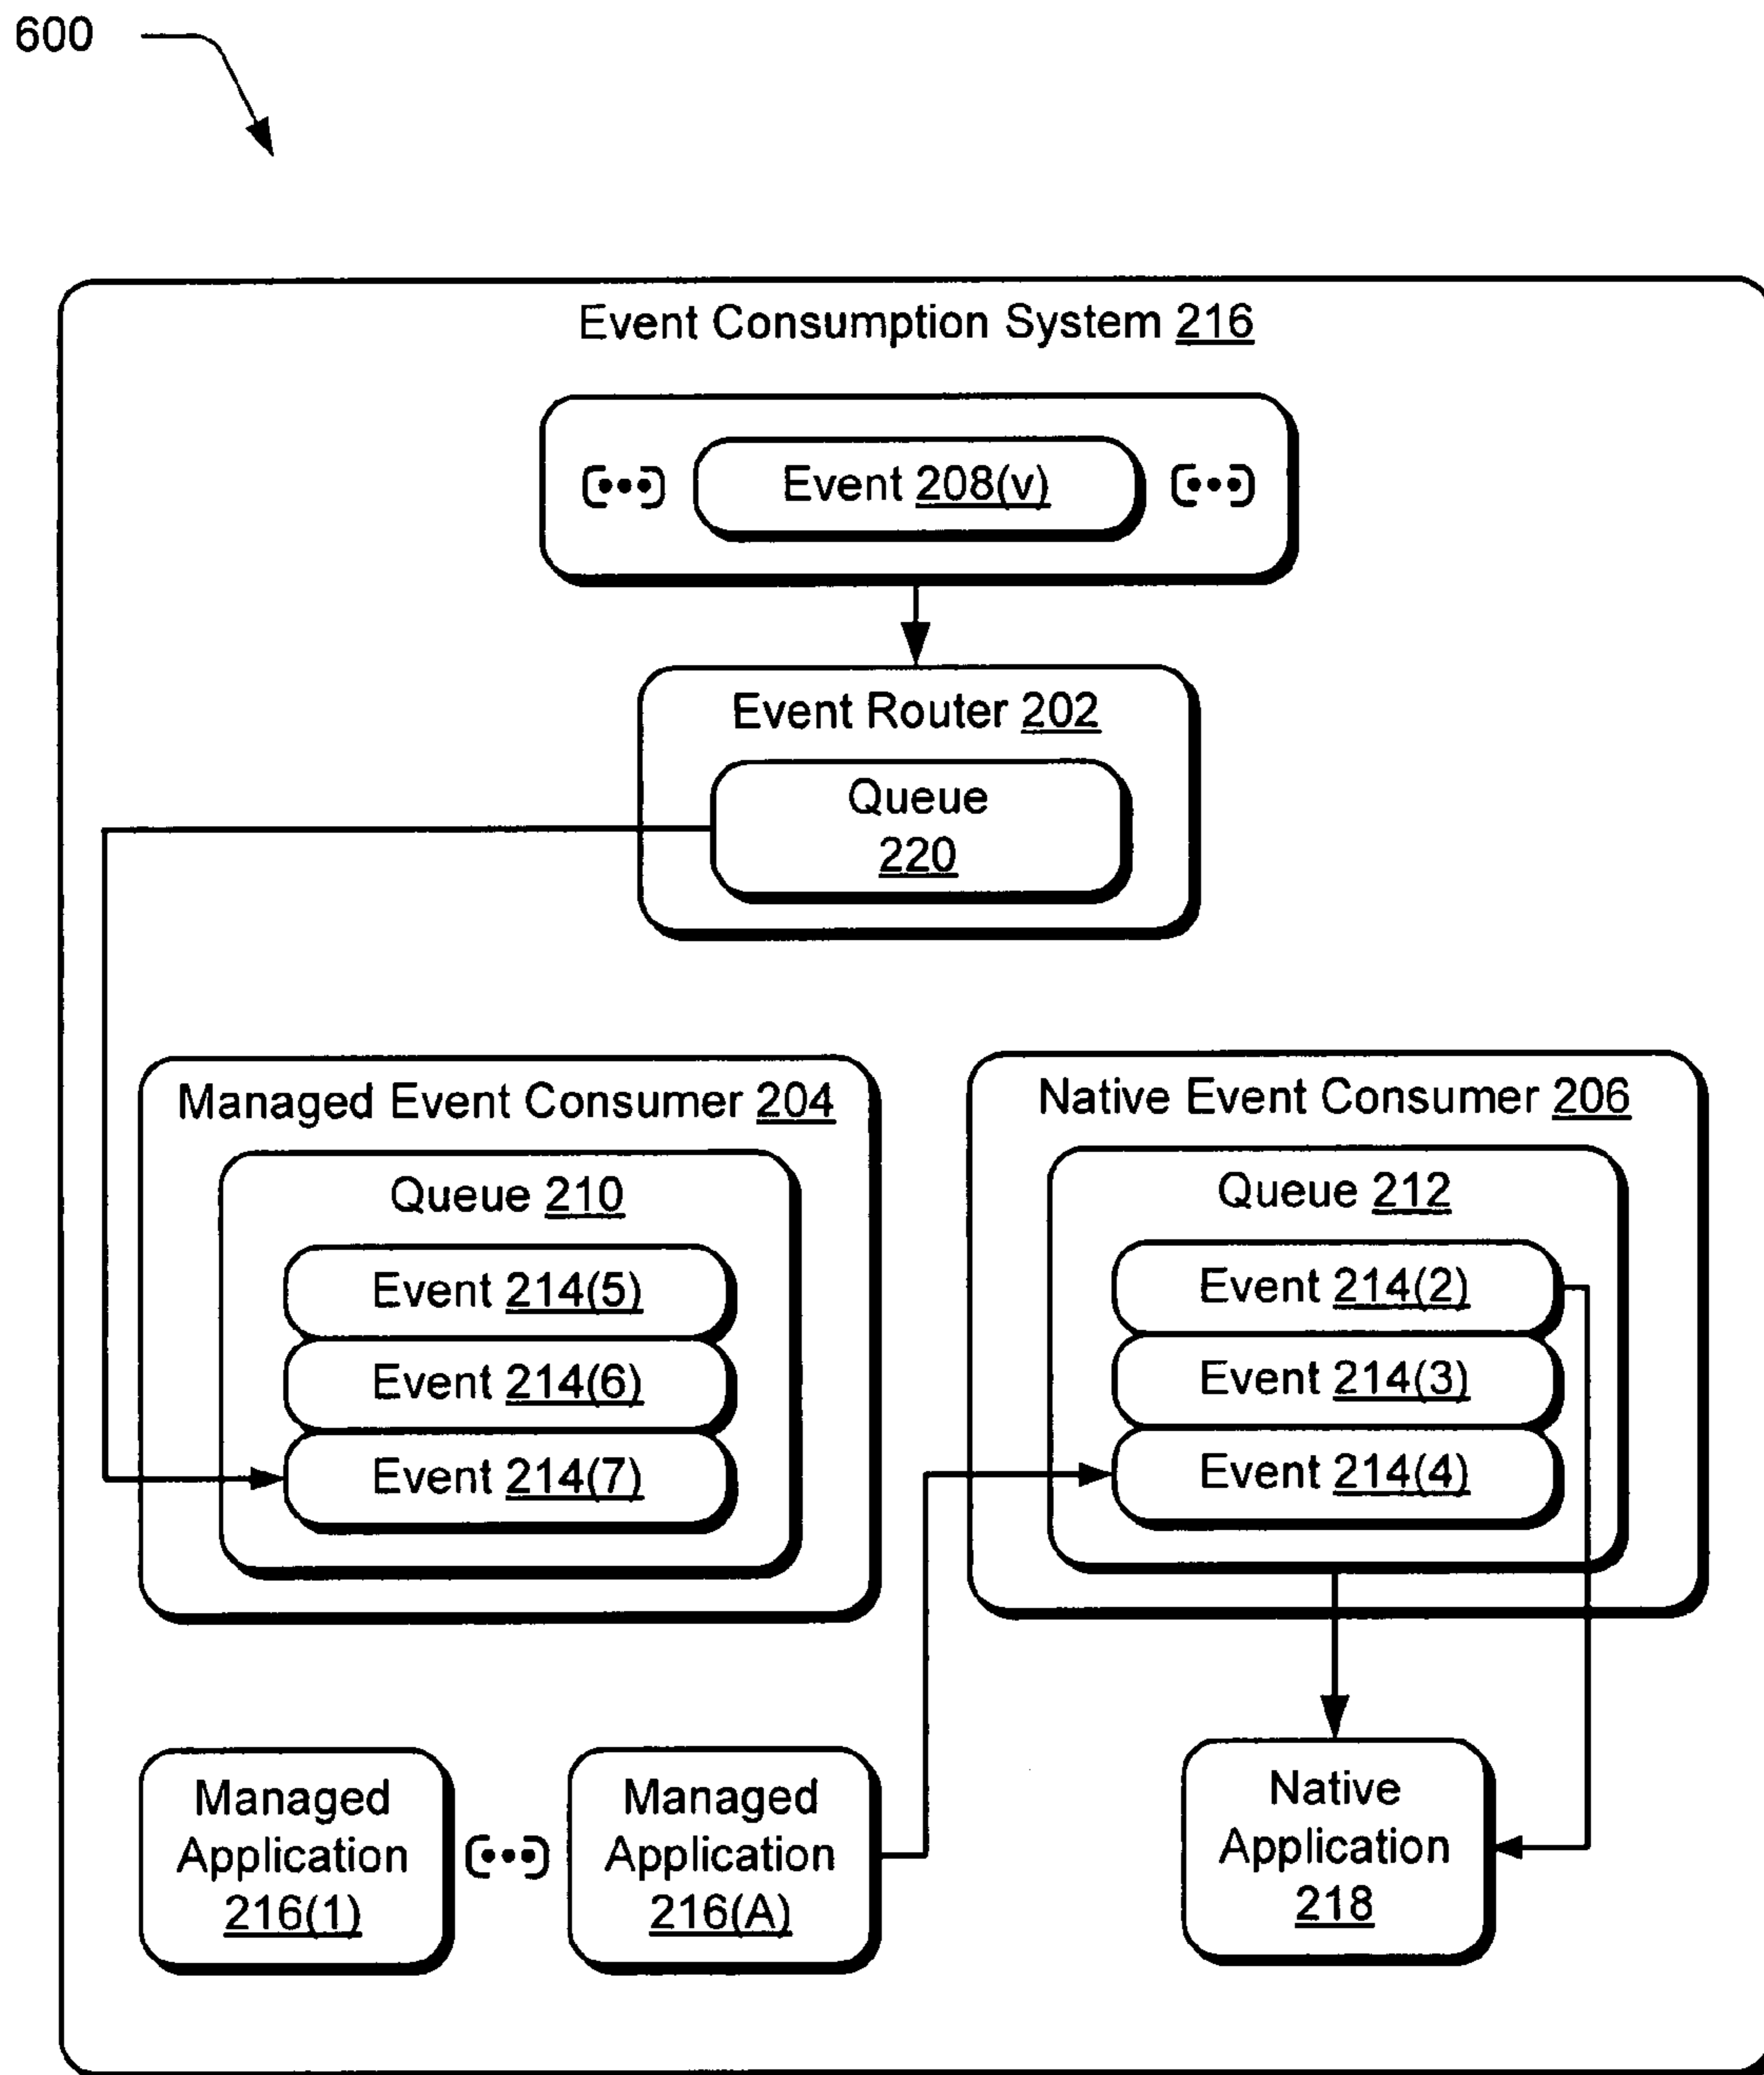 600
Event Consumption System 216
Event 208(v)
Event Router 202
Queue
220
Managed Event Consumer 204
Queue 210
Event 214(5)
Event 214(6)
Event 214(7)
Native Event Consumer 206
Queue 212
Event 214(2)
Event 214(3)
Event 214(4)
Managed
Application
216(1)
Managed
Application
216(A)
Native
Application
218